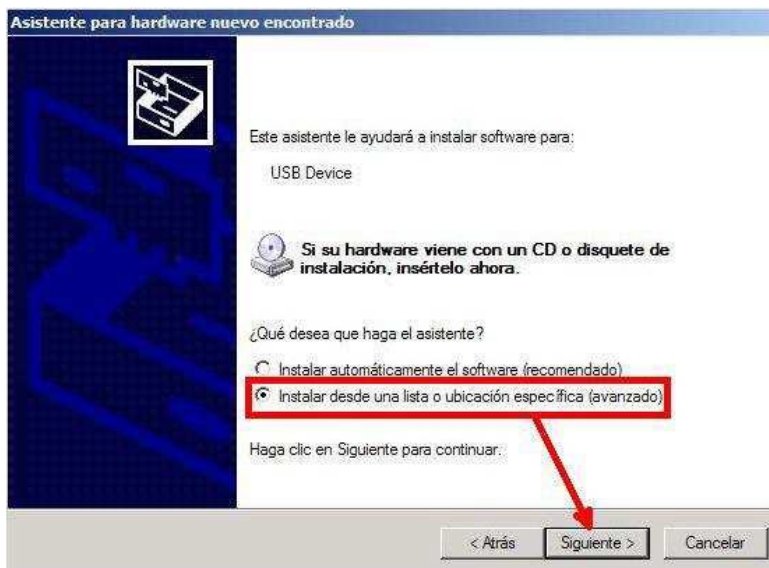 Asistente para hardware nuevo encontrado
Este asistente le ayudará a instalar software para:
USB Device
Si su hardware viene con un CD o disquete de
instalación, insértelo ahora.
¿Qué desea que haga el asistente?
Instalar automáticamente el software (recomendado)
Instalar desde una lista o ubicación específica (avanzado)
Haga clic en Siguiente para continuar.
< Atrás
Siguiente >
Cancelar